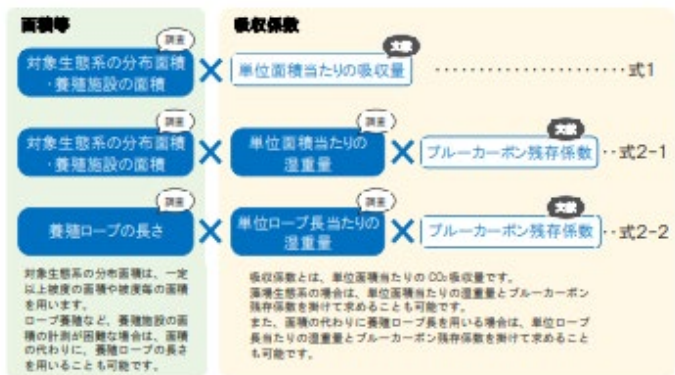 面積等
吸収係数
調査
文献
対象生態系の分布面積
・養殖施設の面積
×
単位面積当たりの吸収量
‥‥‥‥‥‥‥‥式1
調査
調査
文献
対象生態系の分布面積
・養殖施設の面積
×
単位面積当たりの
湿重量
×
ブルーカーボン残存係数
‥式2-1
調査
調査
文献
養殖ロープの長さ
×
単位ロープ長当たりの
湿重量
×
ブルーカーボン残存係数
‥式2-2
対象生態系の分布面積は、一定
以上被度の面積や被度毎の面積
を用います。
ロープ養殖など、養殖施設の面
積の計測が困難な場合は、面積
の代わりに、養殖ロープの長さ
を用いることも可能です。
吸収係数とは、単位面積当たりの CO₂ 吸収量です。
藻場生態系の場合は、単位面積当たりの湿重量とブルーカーボン
残存係数を掛けて求めることも可能です。
また、面積の代わりに養殖ロープ長を用いる場合は、単位ロープ
長当たりの湿重量とブルーカーボン残存係数を掛けて求めること
も可能です。